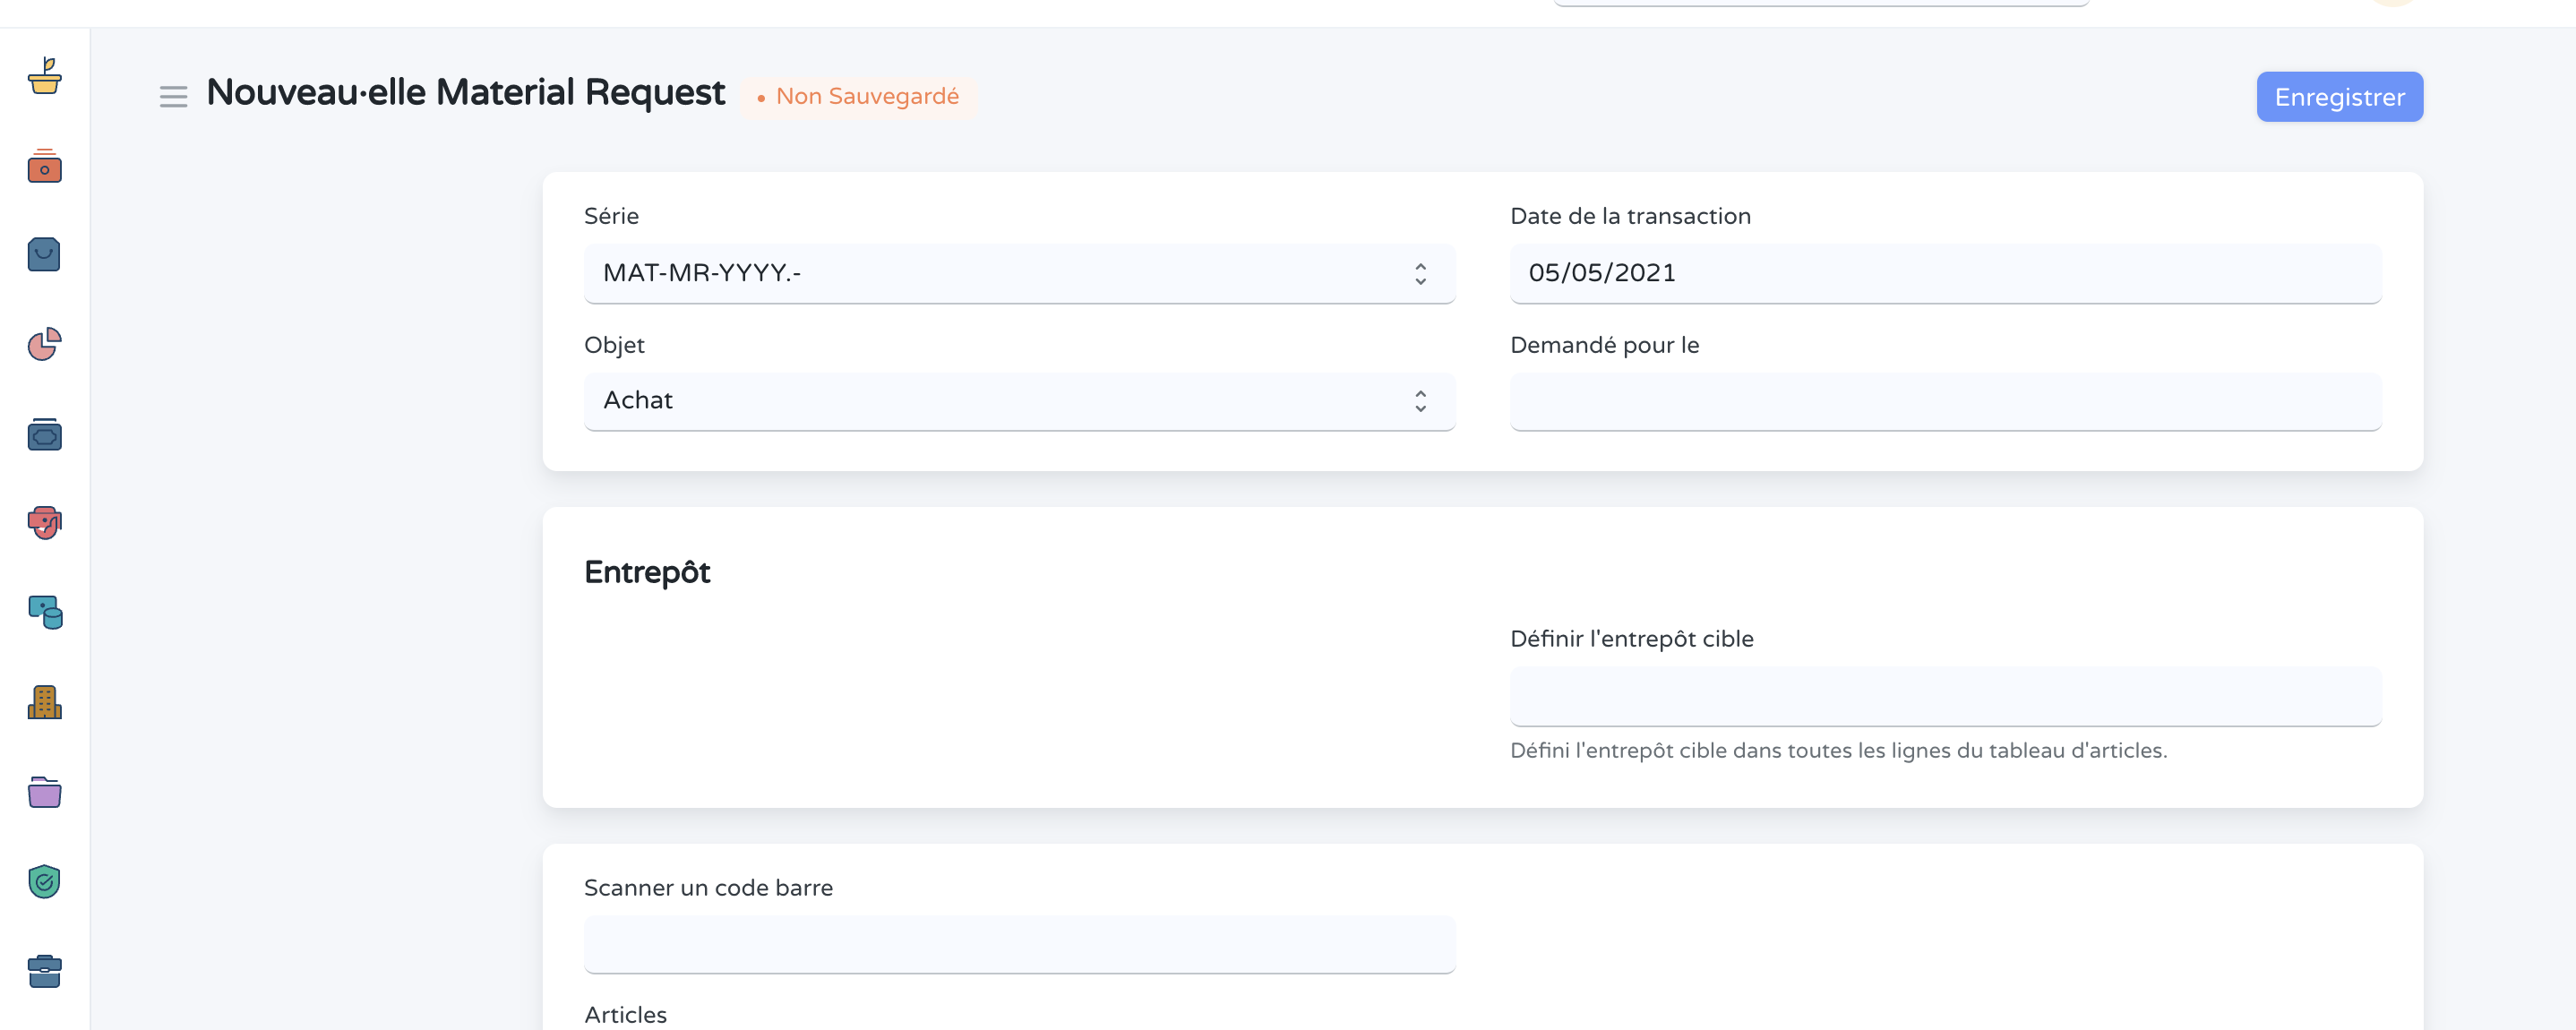 Nouveau·elle Material Request
Non Sauvegardé
Enregistrer
Série
Date de la transaction
MAT-MR-YYYY.-
05/05/2021
Objet
Demandé pour le
Achat
Entrepôt
Définir l'entrepôt cible
Défini l'entrepôt cible dans toutes les lignes du tableau d'articles.
Scanner un code barre
Articles